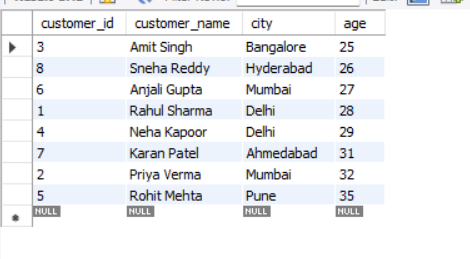 customer_id customer_name city age
3 Amit Singh Bangalore 25
8 Sneha Reddy Hyderabad 26
6 Anjali Gupta Mumbai 27
1 Rahul Sharma Delhi 28
4 Neha Kapoor Delhi 29
7 Karan Patel Ahmedabad 31
2 Priya Verma Mumbai 32
5 Rohit Mehta Pune 35
NULL NULL NULL NULL